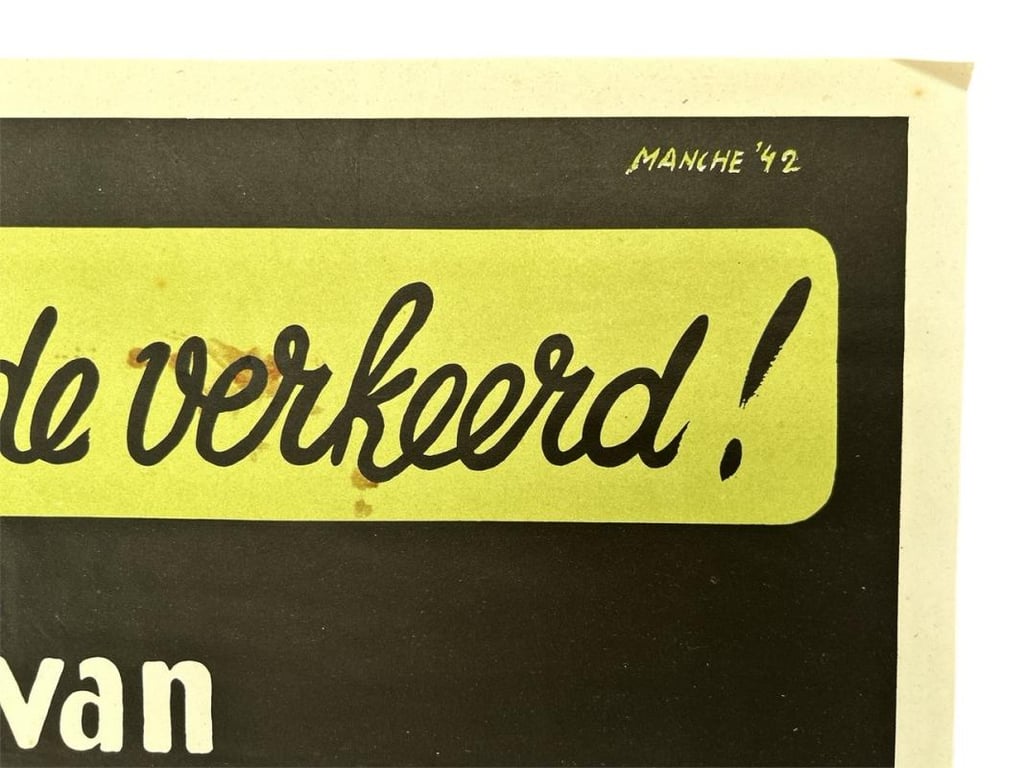 MANCHE '42
de verkeerd!
van